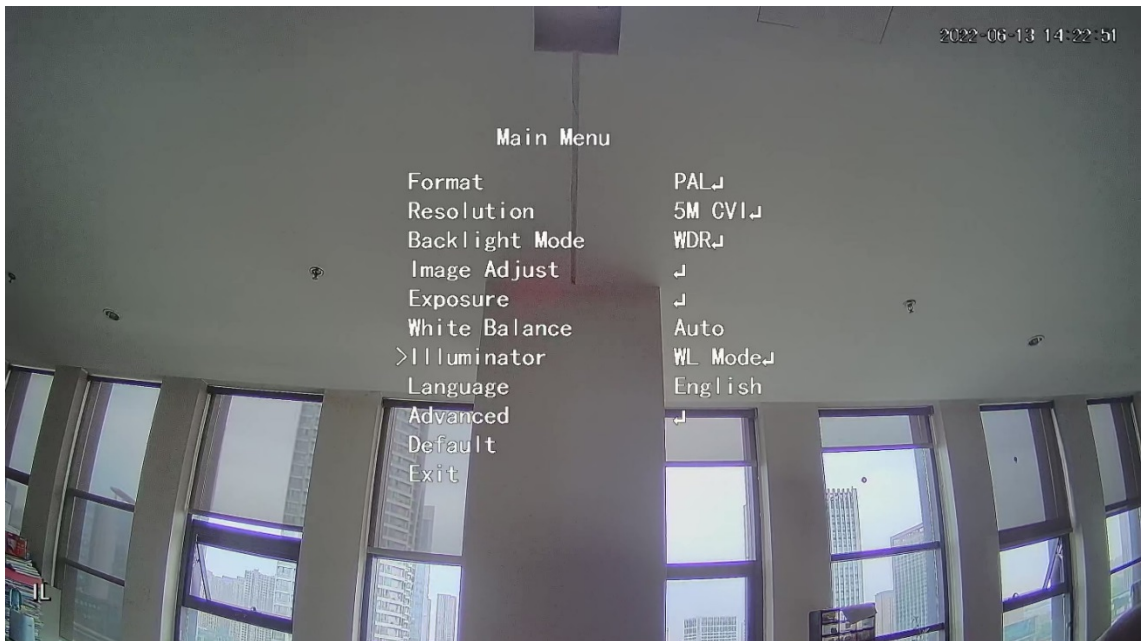 2022-06-13 14:22:51
Main Menu
Format PAL↵
Resolution 5M CVI↵
Backlight Mode WDR↵
Image Adjust ↵
Exposure ↵
White Balance Auto
>Illuminator WL Mode↵
Language English
Advanced ↵
Default
Exit
IL